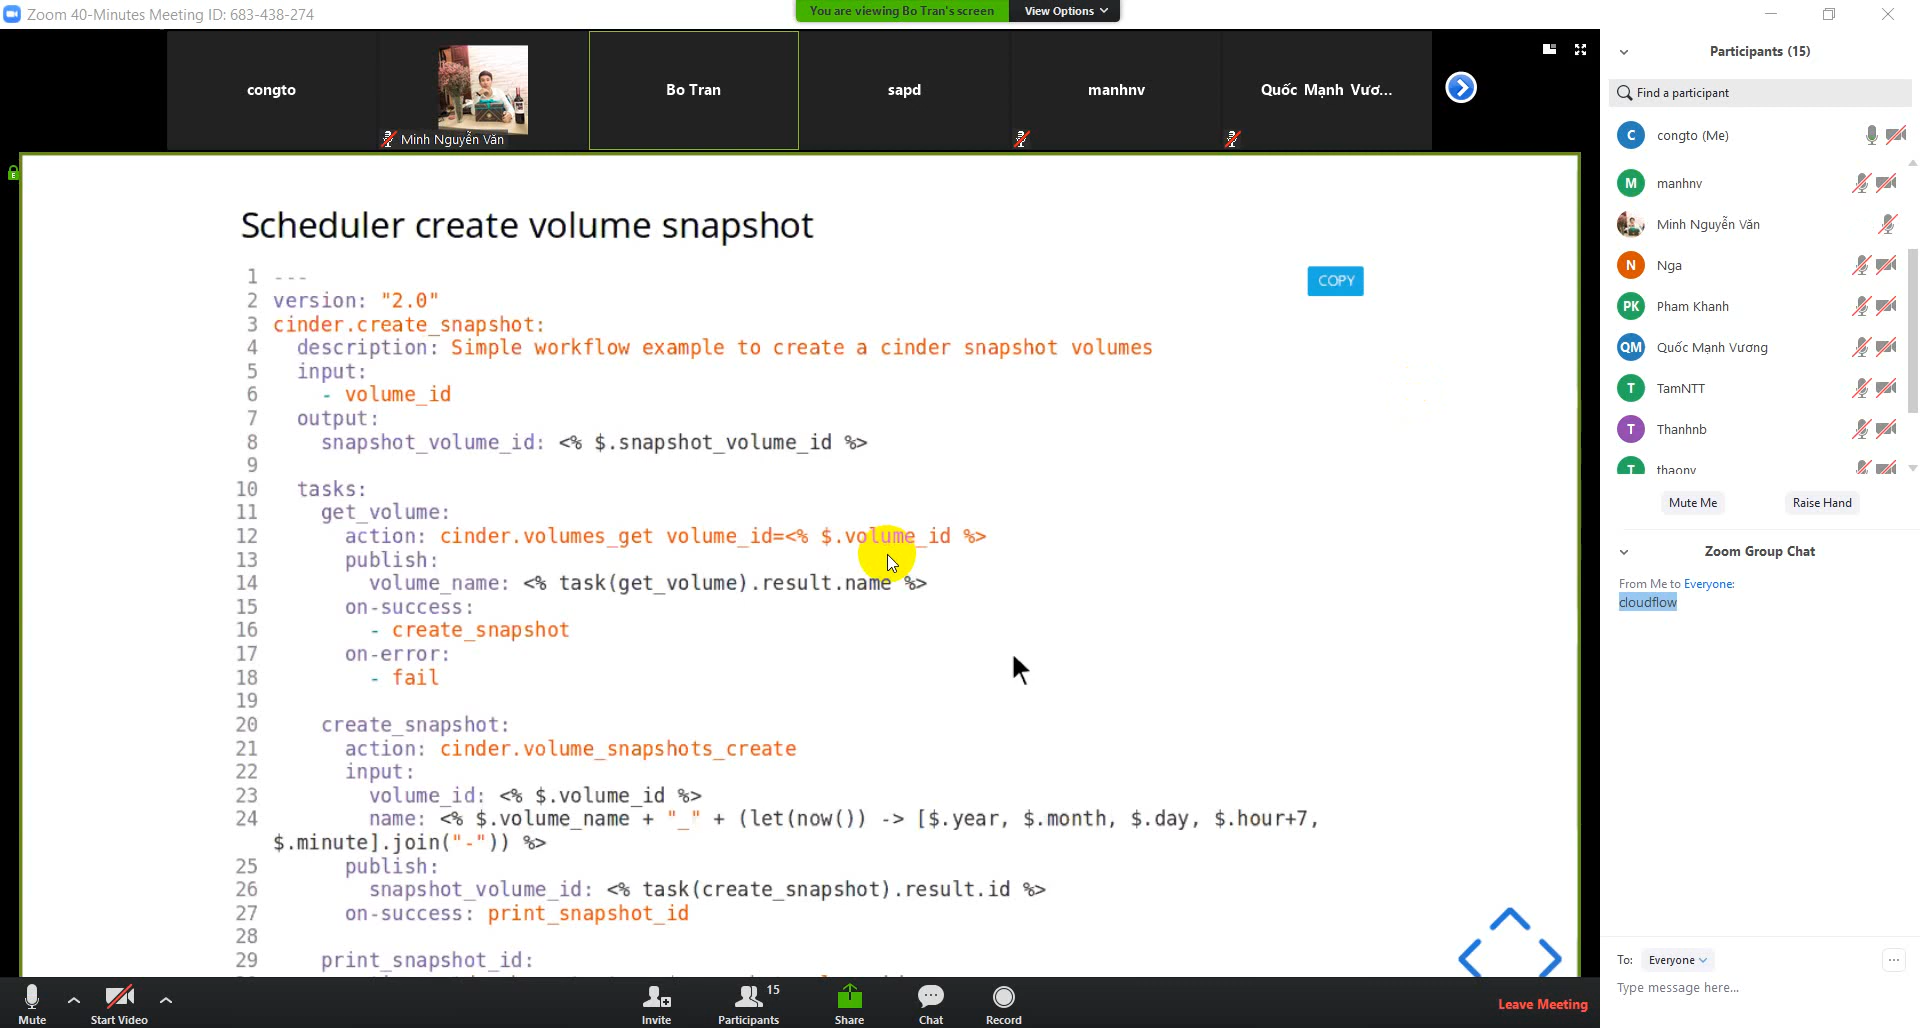 Zoom 40-Minutes Meeting ID: 683-438-274
You are viewing Bo Tran's screen
View Options
congto
Minh Nguyễn Văn
Bo Tran
sapd
manhnv
Quốc Mạnh Vươ...
Scheduler create volume snapshot
COPY
1 ---
2 version: "2.0"
3 cinder.create_snapshot:
4 description: Simple workflow example to create a cinder snapshot volumes
5 input:
6 - volume_id
7 output:
8 snapshot_volume_id: <% $.snapshot_volume_id %>
9
10 tasks:
11 get_volume:
12 action: cinder.volumes_get volume_id=<% $.volume_id %>
13 publish:
14 volume_name: <% task(get_volume).result.name %>
15 on-success:
16 - create_snapshot
17 on-error:
18 - fail
19
20 create_snapshot:
21 action: cinder.volume_snapshots_create
22 input:
23 volume_id: <% $.volume_id %>
24 name: <% $.volume_name + "_" + (let(now()) -> [$.year, $.month, $.day, $.hour+7,
$.minute].join("-")) %>
25 publish:
26 snapshot_volume_id: <% task(create_snapshot).result.id %>
27 on-success: print_snapshot_id
28
29 print_snapshot_id:
Participants (15)
Find a participant
C congto (Me)
M manhnv
Minh Nguyễn Văn
N Nga
PK Pham Khanh
QM Quốc Mạnh Vương
T TamNTT
T Thanhnb
T thaonv
Mute Me
Raise Hand
Zoom Group Chat
From Me to Everyone:
cloudflow
To: Everyone
Type message here...
Mute
Start Video
Invite
15
Participants
Share
Chat
Record
Leave Meeting